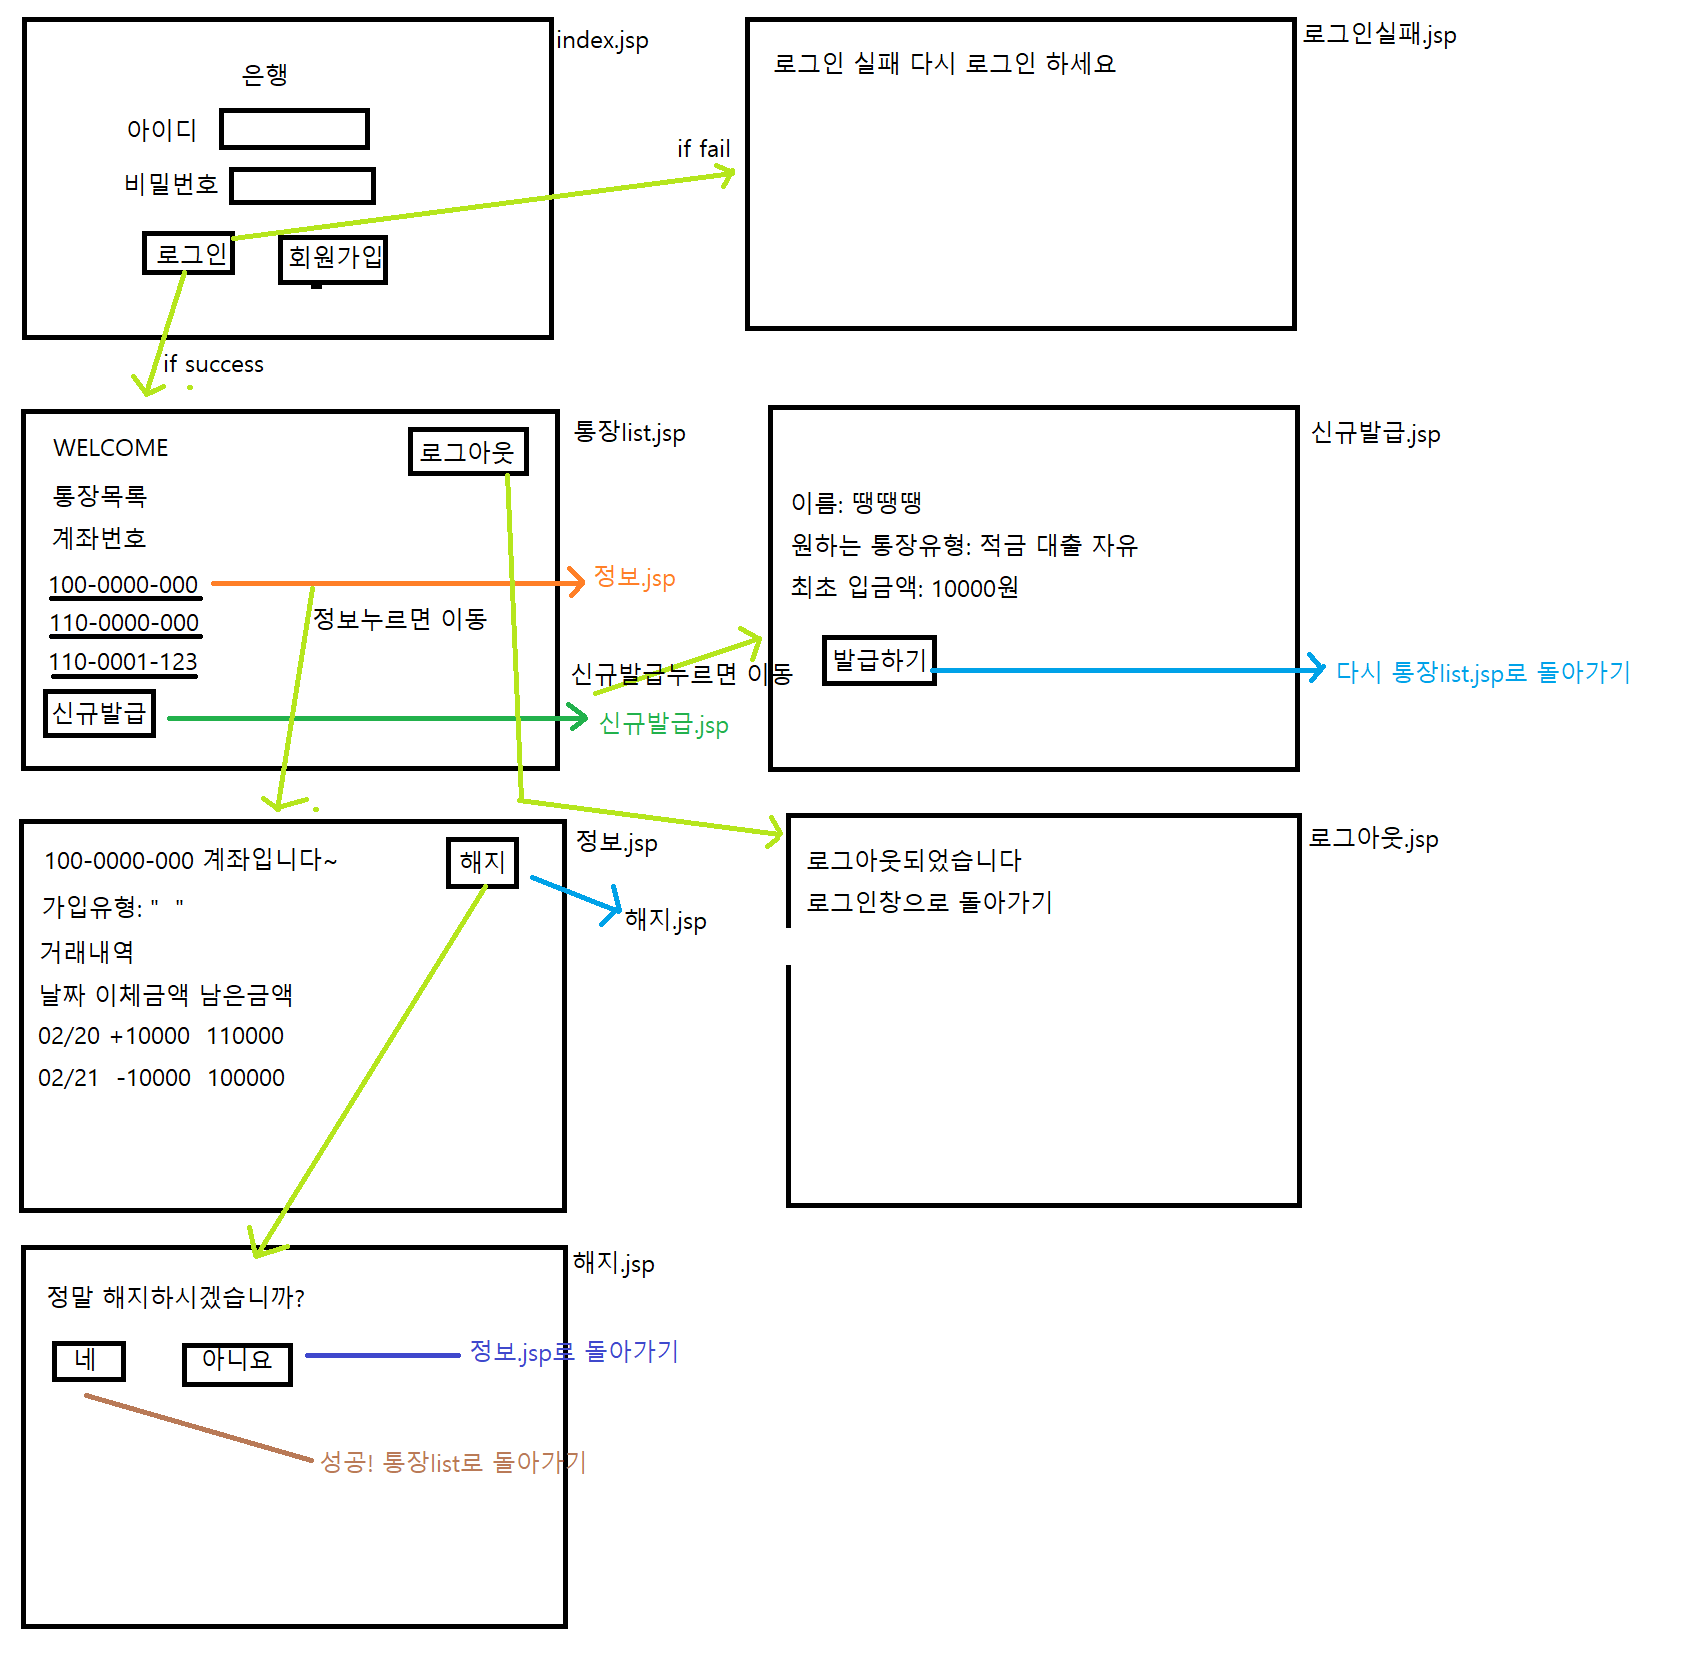 index.jsp
은행
아이디
비밀번호
로그인
회원가입
if fail
로그인실패.jsp
로그인 실패 다시 로그인 하세요
if success
통장list.jsp
WELCOME
로그아웃
통장목록
계좌번호
100-0000-000
정보.jsp
110-0000-000
정보누르면 이동
110-0001-123
신규발급누르면 이동
신규발급
신규발급.jsp
신규발급.jsp
이름: 땡땡땡
원하는 통장유형: 적금 대출 자유
최초 입금액: 10000원
발급하기
다시 통장list.jsp로 돌아가기
정보.jsp
100-0000-000 계좌입니다~
해지
해지.jsp
가입유형: "  "
거래내역
날짜 이체금액 남은금액
02/20 +10000 110000
02/21 -10000 100000
로그아웃.jsp
로그아웃되었습니다
로그인창으로 돌아가기
해지.jsp
정말 해지하시겠습니까?
네
아니요
정보.jsp로 돌아가기
성공! 통장list로 돌아가기